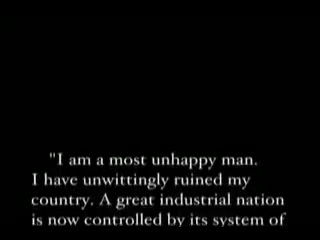 "I am a most unhappy man.
I have unwittingly ruined my
country. A great industrial nation
is now controlled by its system of